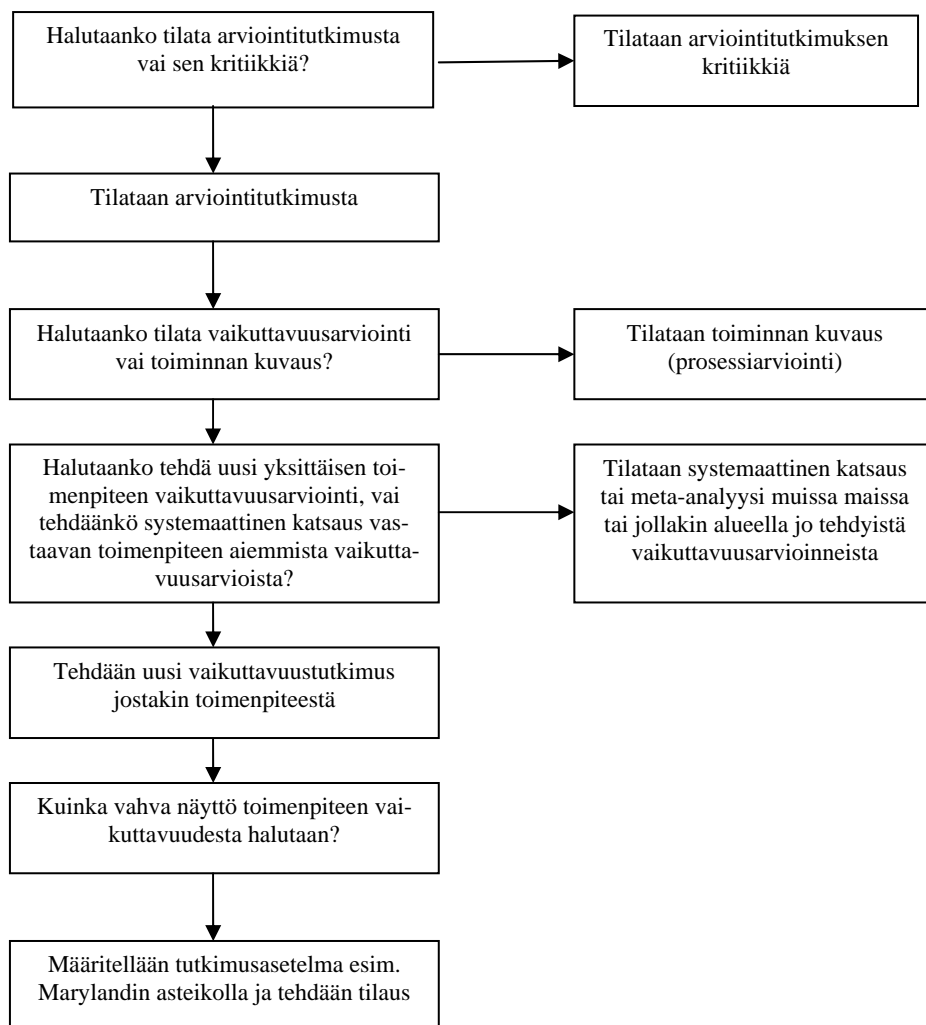 Halutaanko tilata arviointitutkimusta
vai sen kritiikkiä?
Tilataan arviointitutkimuksen
kritiikkiä
Tilataan arviointitutkimusta
Halutaanko tilata vaikuttavuusarviointi
vai toiminnan kuvaus?
Tilataan toiminnan kuvaus
(prosessiarviointi)
Halutaanko tehdä uusi yksittäisen toi-
menpiteen vaikuttavuusarviointi, vai
tehdäänkö systemaattinen katsaus vas-
taavan toimenpiteen aiemmista vaikutta-
vuusarvioista?
Tilataan systemaattinen katsaus
tai meta-analyysi muissa maissa
tai jollakin alueella jo tehdyistä
vaikuttavuusarvioinneista
Tehdään uusi vaikuttavuustutkimus
jostakin toimenpiteestä
Kuinka vahva näyttö toimenpiteen vai-
kuttavuudesta halutaan?
Määritellään tutkimusasetelma esim.
Marylandin asteikolla ja tehdään tilaus